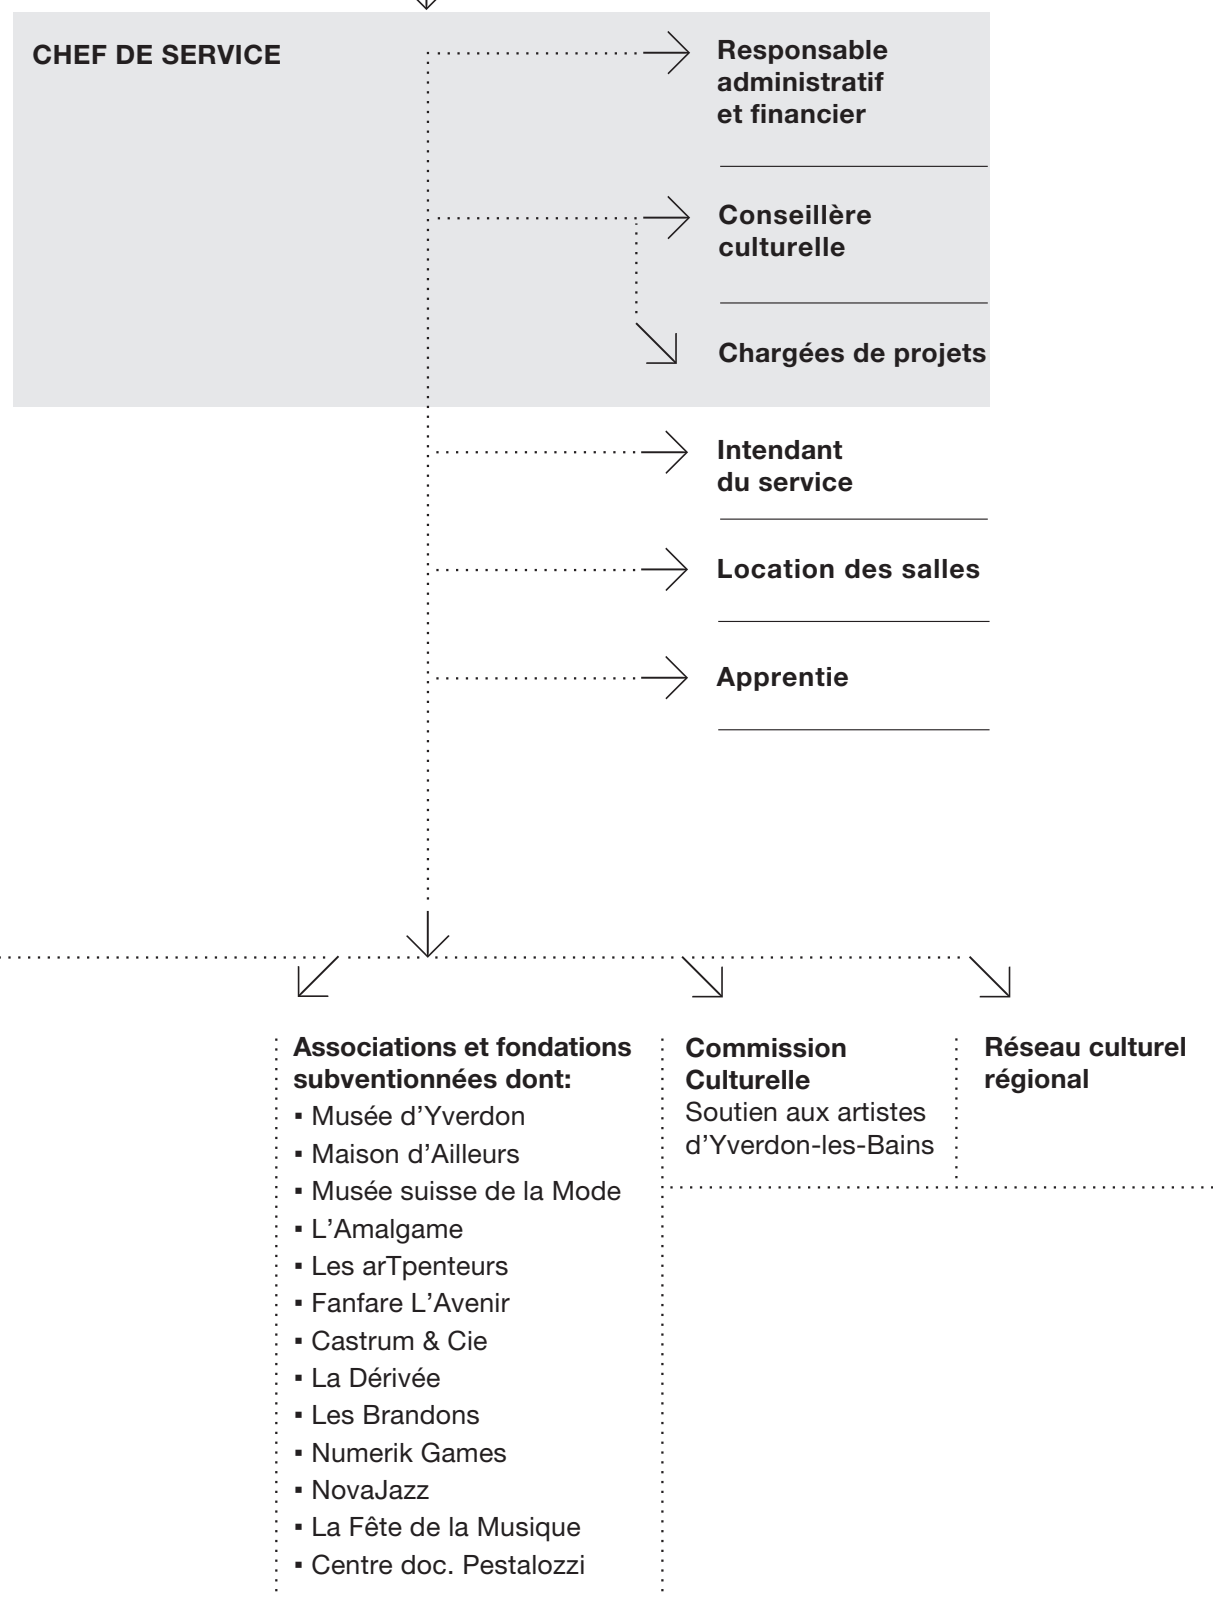 CHEF DE SERVICE
Responsable
administratif
et financier
Conseillère
culturelle
Chargées de projets
Intendant
du service
Location des salles
Apprentie
Associations et fondations
subventionnées dont:
▪ Musée d’Yverdon
▪ Maison d’Ailleurs
▪ Musée suisse de la Mode
▪ L’Amalgame
▪ Les arTpenteurs
▪ Fanfare L’Avenir
▪ Castrum & Cie
▪ La Dérivée
▪ Les Brandons
▪ Numerik Games
▪ NovaJazz
▪ La Fête de la Musique
▪ Centre doc. Pestalozzi
Commission
Culturelle
Soutien aux artistes
d’Yverdon-les-Bains
Réseau culturel
régional